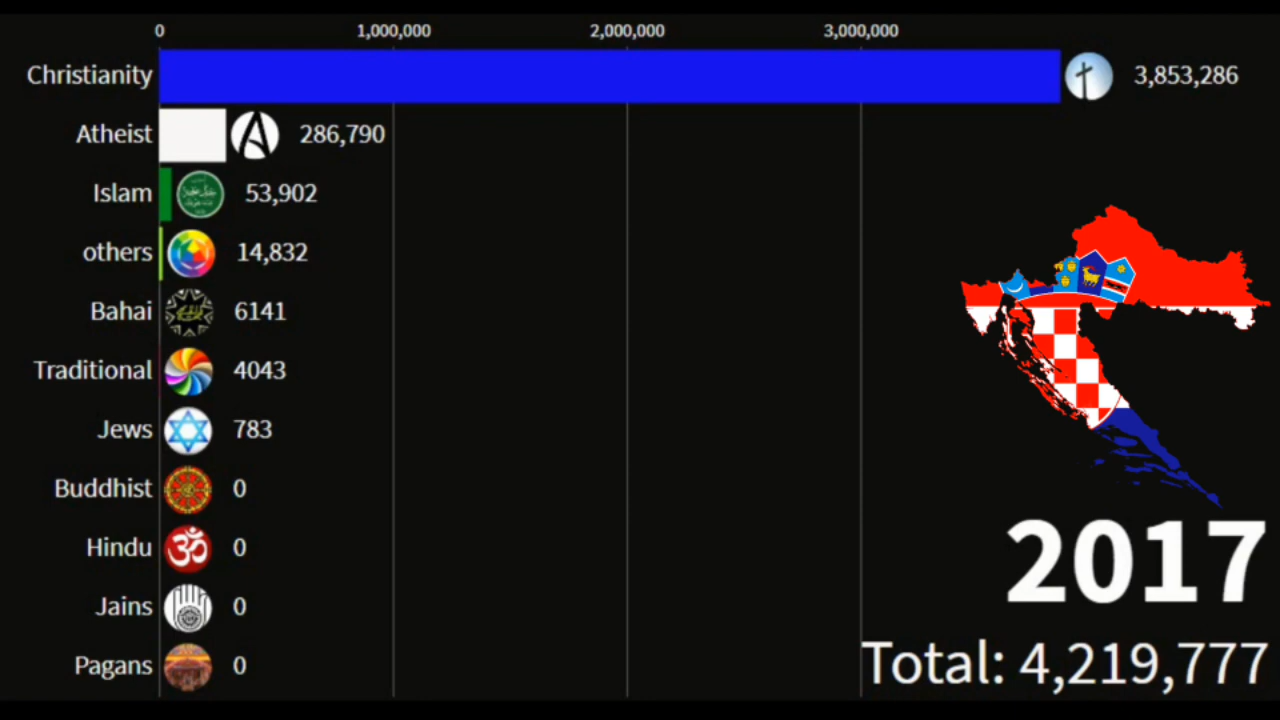 0 1,000,000 2,000,000 3,000,000
Christianity 3,853,286
Atheist 286,790
Islam 53,902
others 14,832
Bahai 6141
Traditional 4043
Jews 783
Buddhist 0
Hindu 0
Jains 0
Pagans 0
2017
Total: 4,219,777